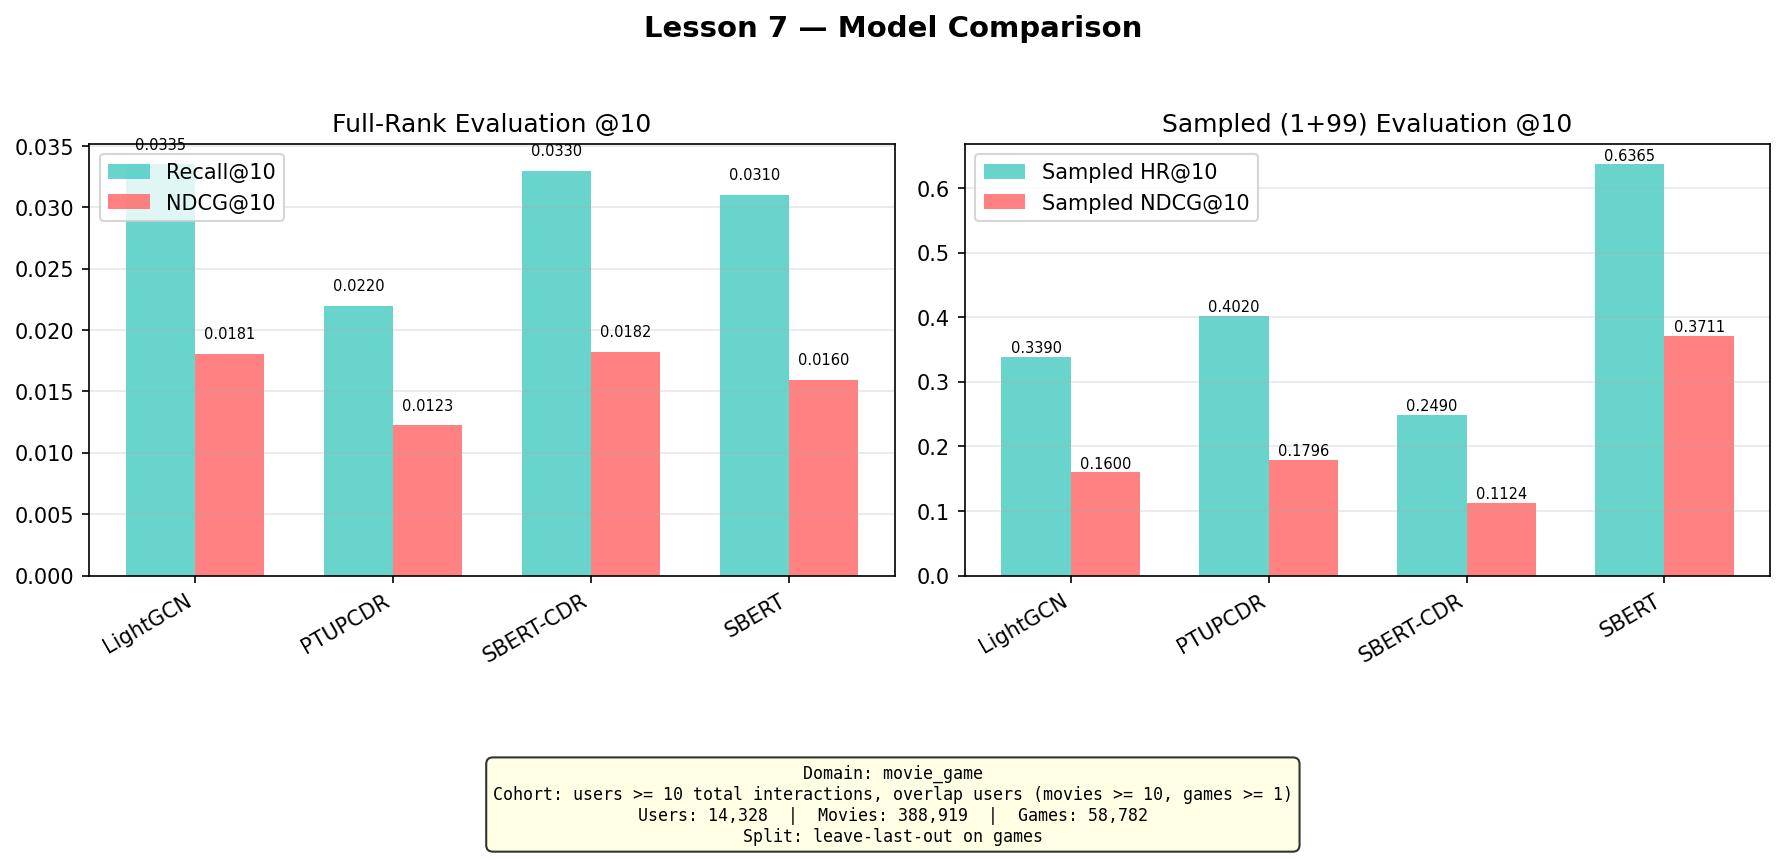 Lesson 7 — Model Comparison
Full-Rank Evaluation @10
0.035
0.030
0.025
0.020
0.015
0.010
0.005
0.000
Recall@10
NDCG@10
0.0335
0.0181
0.0220
0.0123
0.0330
0.0182
0.0310
0.0160
LightGCN
PTUPCDR
SBERT-CDR
SBERT
Sampled (1+99) Evaluation @10
0.6
0.5
0.4
0.3
0.2
0.1
0.0
Sampled HR@10
Sampled NDCG@10
0.3390
0.1600
0.4020
0.1796
0.2490
0.1124
0.6365
0.3711
LightGCN
PTUPCDR
SBERT-CDR
SBERT
Domain: movie_game
Cohort: users >= 10 total interactions, overlap users (movies >= 10, games >= 1)
Users: 14,328 | Movies: 388,919 | Games: 58,782
Split: leave-last-out on games